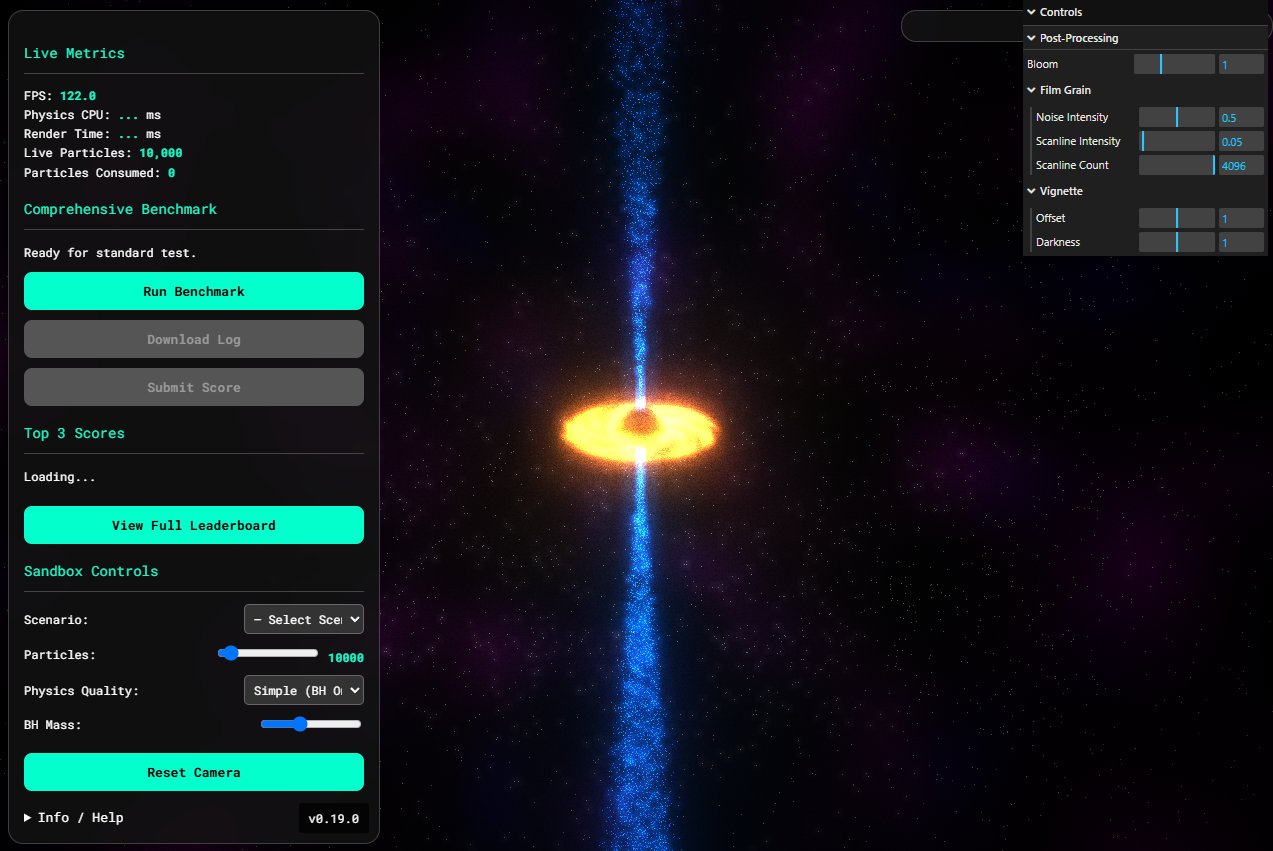 Live Metrics
FPS: 122.0
Physics CPU: ... ms
Render Time: ... ms
Live Particles: 10,000
Particles Consumed: 0
Comprehensive Benchmark
Ready for standard test.
Run Benchmark
Download Log
Submit Score
Top 3 Scores
Loading...
View Full Leaderboard
Sandbox Controls
Scenario: — Select Scen
Particles: 10000
Physics Quality: Simple (BH On
BH Mass:
Reset Camera
Info / Help
v0.19.0
Controls
Post-Processing
Bloom 1
Film Grain
Noise Intensity 0.5
Scanline Intensity 0.05
Scanline Count 4096
Vignette
Offset 1
Darkness 1